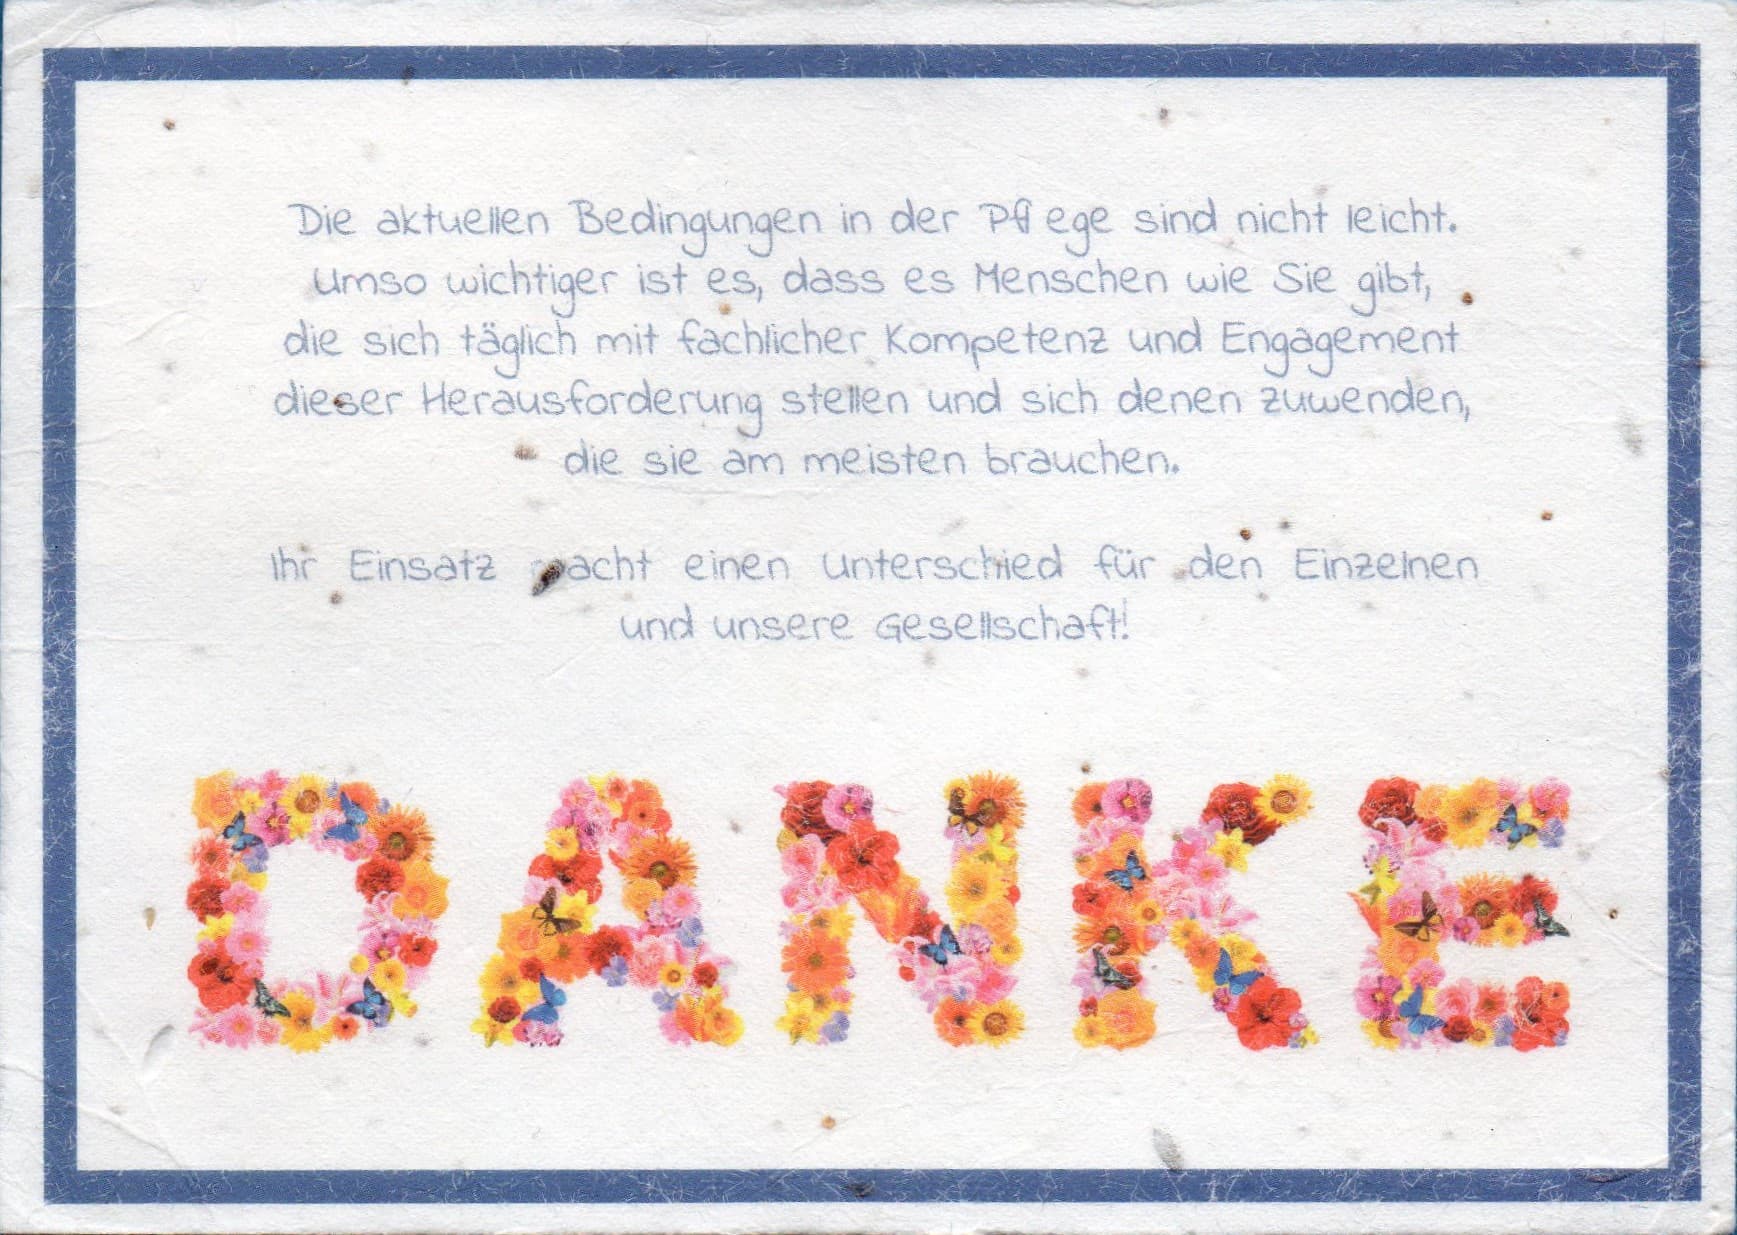 Die aktuellen Bedingungen in der Pfl ege sind nicht leicht.
Umso wichtiger ist es, dass es Menschen wie Sie gibt,
die sich täglich mit fachlicher Kompetenz und Engagement
dieser Herausforderung stellen und sich denen zuwenden,
die sie am meisten brauchen.
Ihr Einsatz macht einen Unterschied für den Einzelnen
und unsere Gesellschaft!
DANKE